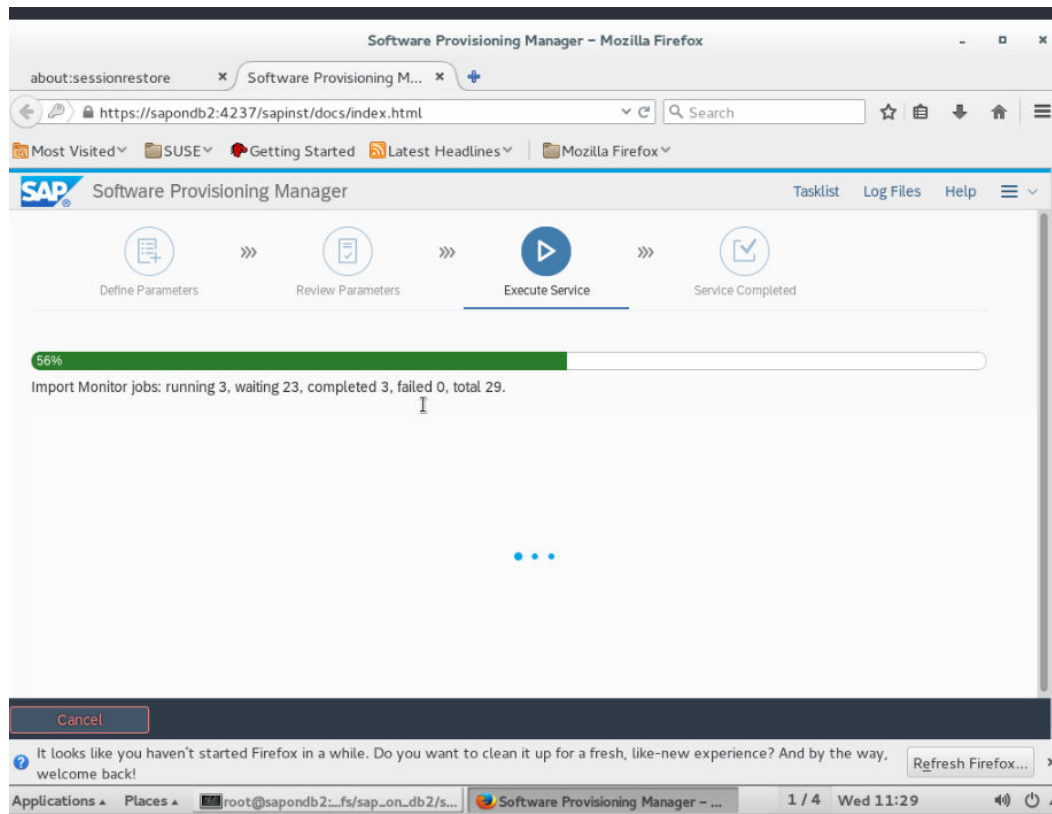 Software Provisioning Manager – Mozilla Firefox
about:sessionrestore
Software Provisioning M...
https://sapondb2:4237/sapinst/docs/index.html
Search
Most Visited
SUSE
Getting Started
Latest Headlines
Mozilla Firefox
SAP
Software Provisioning Manager
Tasklist
Log Files
Help
Define Parameters
Review Parameters
Execute Service
Service Completed
56%
Import Monitor jobs: running 3, waiting 23, completed 3, failed 0, total 29.
Cancel
It looks like you haven't started Firefox in a while. Do you want to clean it up for a fresh, like-new experience? And by the way,
welcome back!
Refresh Firefox...
Applications
Places
root@sapondb2:…fs/sap_on_db2/s...
Software Provisioning Manager – ...
1 / 4
Wed 11:29